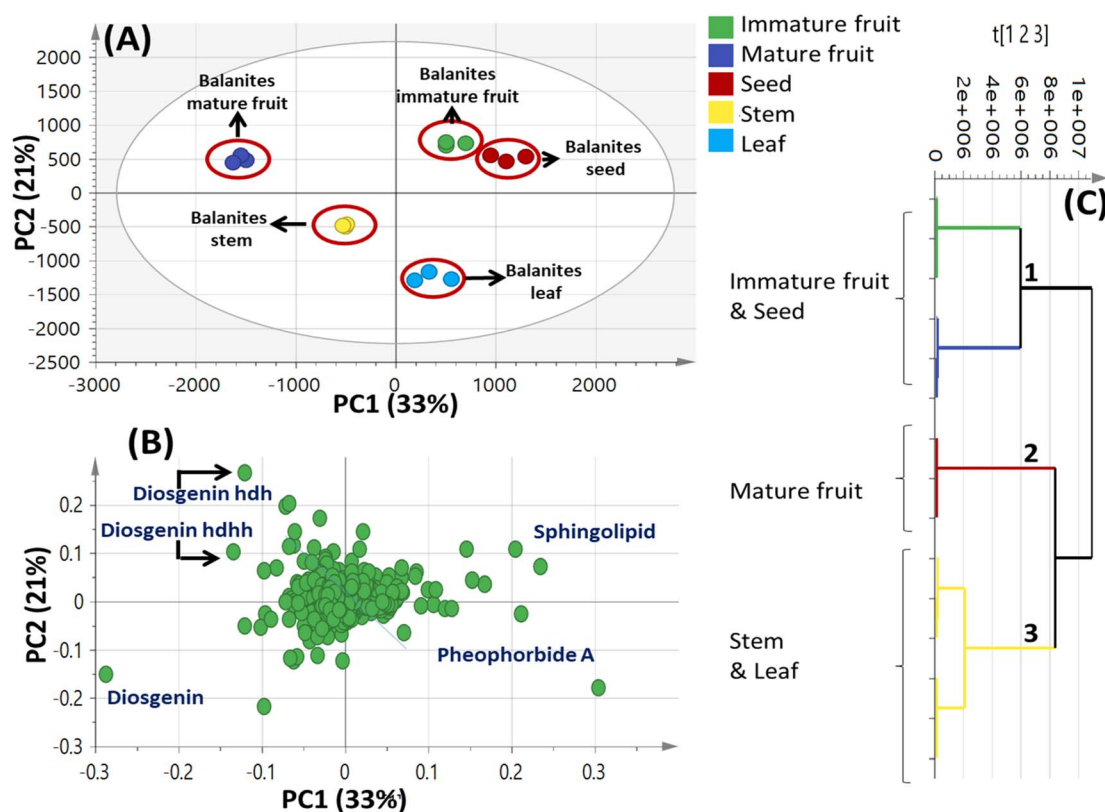 (A)
Balanites
mature fruit
Balanites
immature fruit
Balanites
seed
Balanites
stem
Balanites
leaf
PC2 (21%)
2000
1500
1000
500
0
-500
-1000
-1500
-2000
-2500
-3000
-2000
-1000
0
1000
2000
PC1 (33%)
Immature fruit
Mature fruit
Seed
Stem
Leaf
(B)
Diosgenin hdh
Diosgenin hdhh
Sphingolipid
Pheophorbide A
Diosgenin
PC2 (21%)
0.2
0.1
0
-0.1
-0.2
-0.3
-0.3
-0.2
-0.1
0
0.1
0.2
0.3
PC1 (33%)
t[1 2 3]
0
2e+006
4e+006
6e+006
8e+006
1e+007
(C)
Immature fruit
& Seed
1
Mature fruit
2
Stem
& Leaf
3